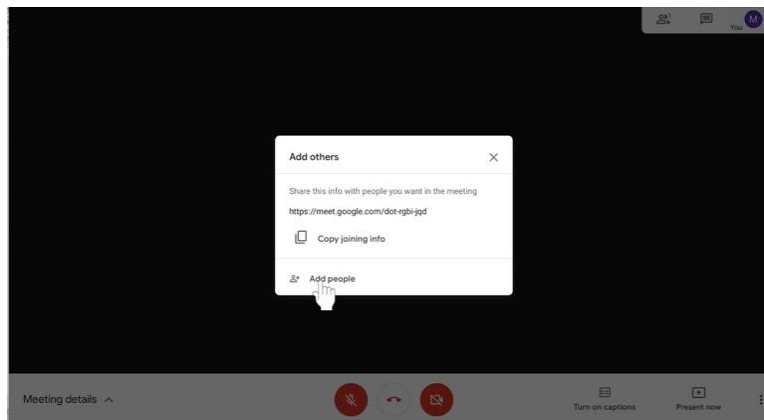 You
M
Add others
Share this info with people you want in the meeting
https://meet.google.com/dot-rgbi-jqd
Copy joining info
Add people
Meeting details
Turn on captions
Present now